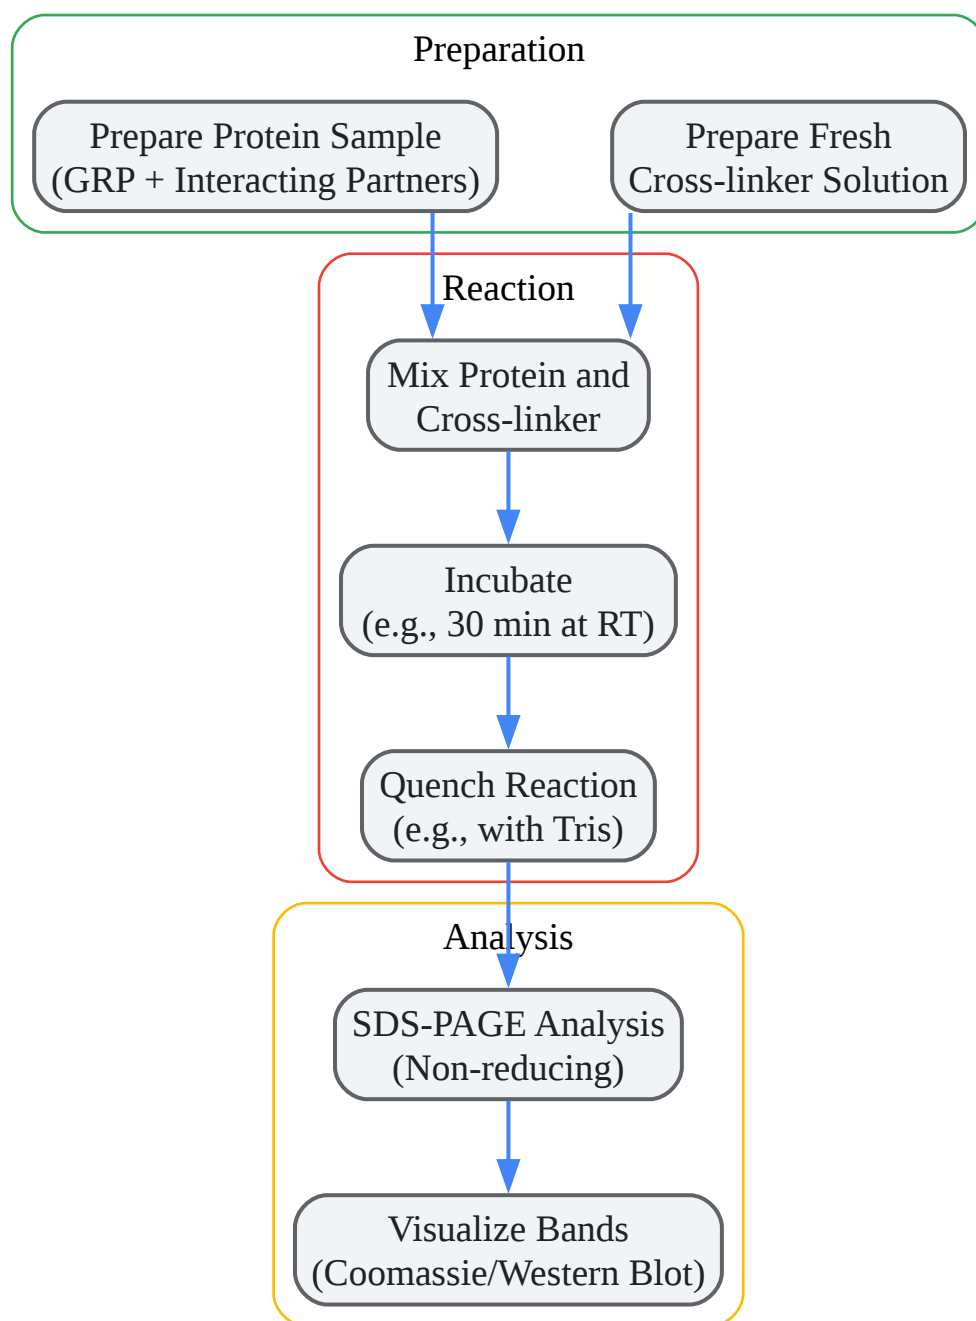 Preparation
Prepare Protein Sample
(GRP + Interacting Partners)
Prepare Fresh
Cross-linker Solution
Reaction
Mix Protein and
Cross-linker
Incubate
(e.g., 30 min at RT)
Quench Reaction
(e.g., with Tris)
Analysis
SDS-PAGE Analysis
(Non-reducing)
Visualize Bands
(Coomassie/Western Blot)